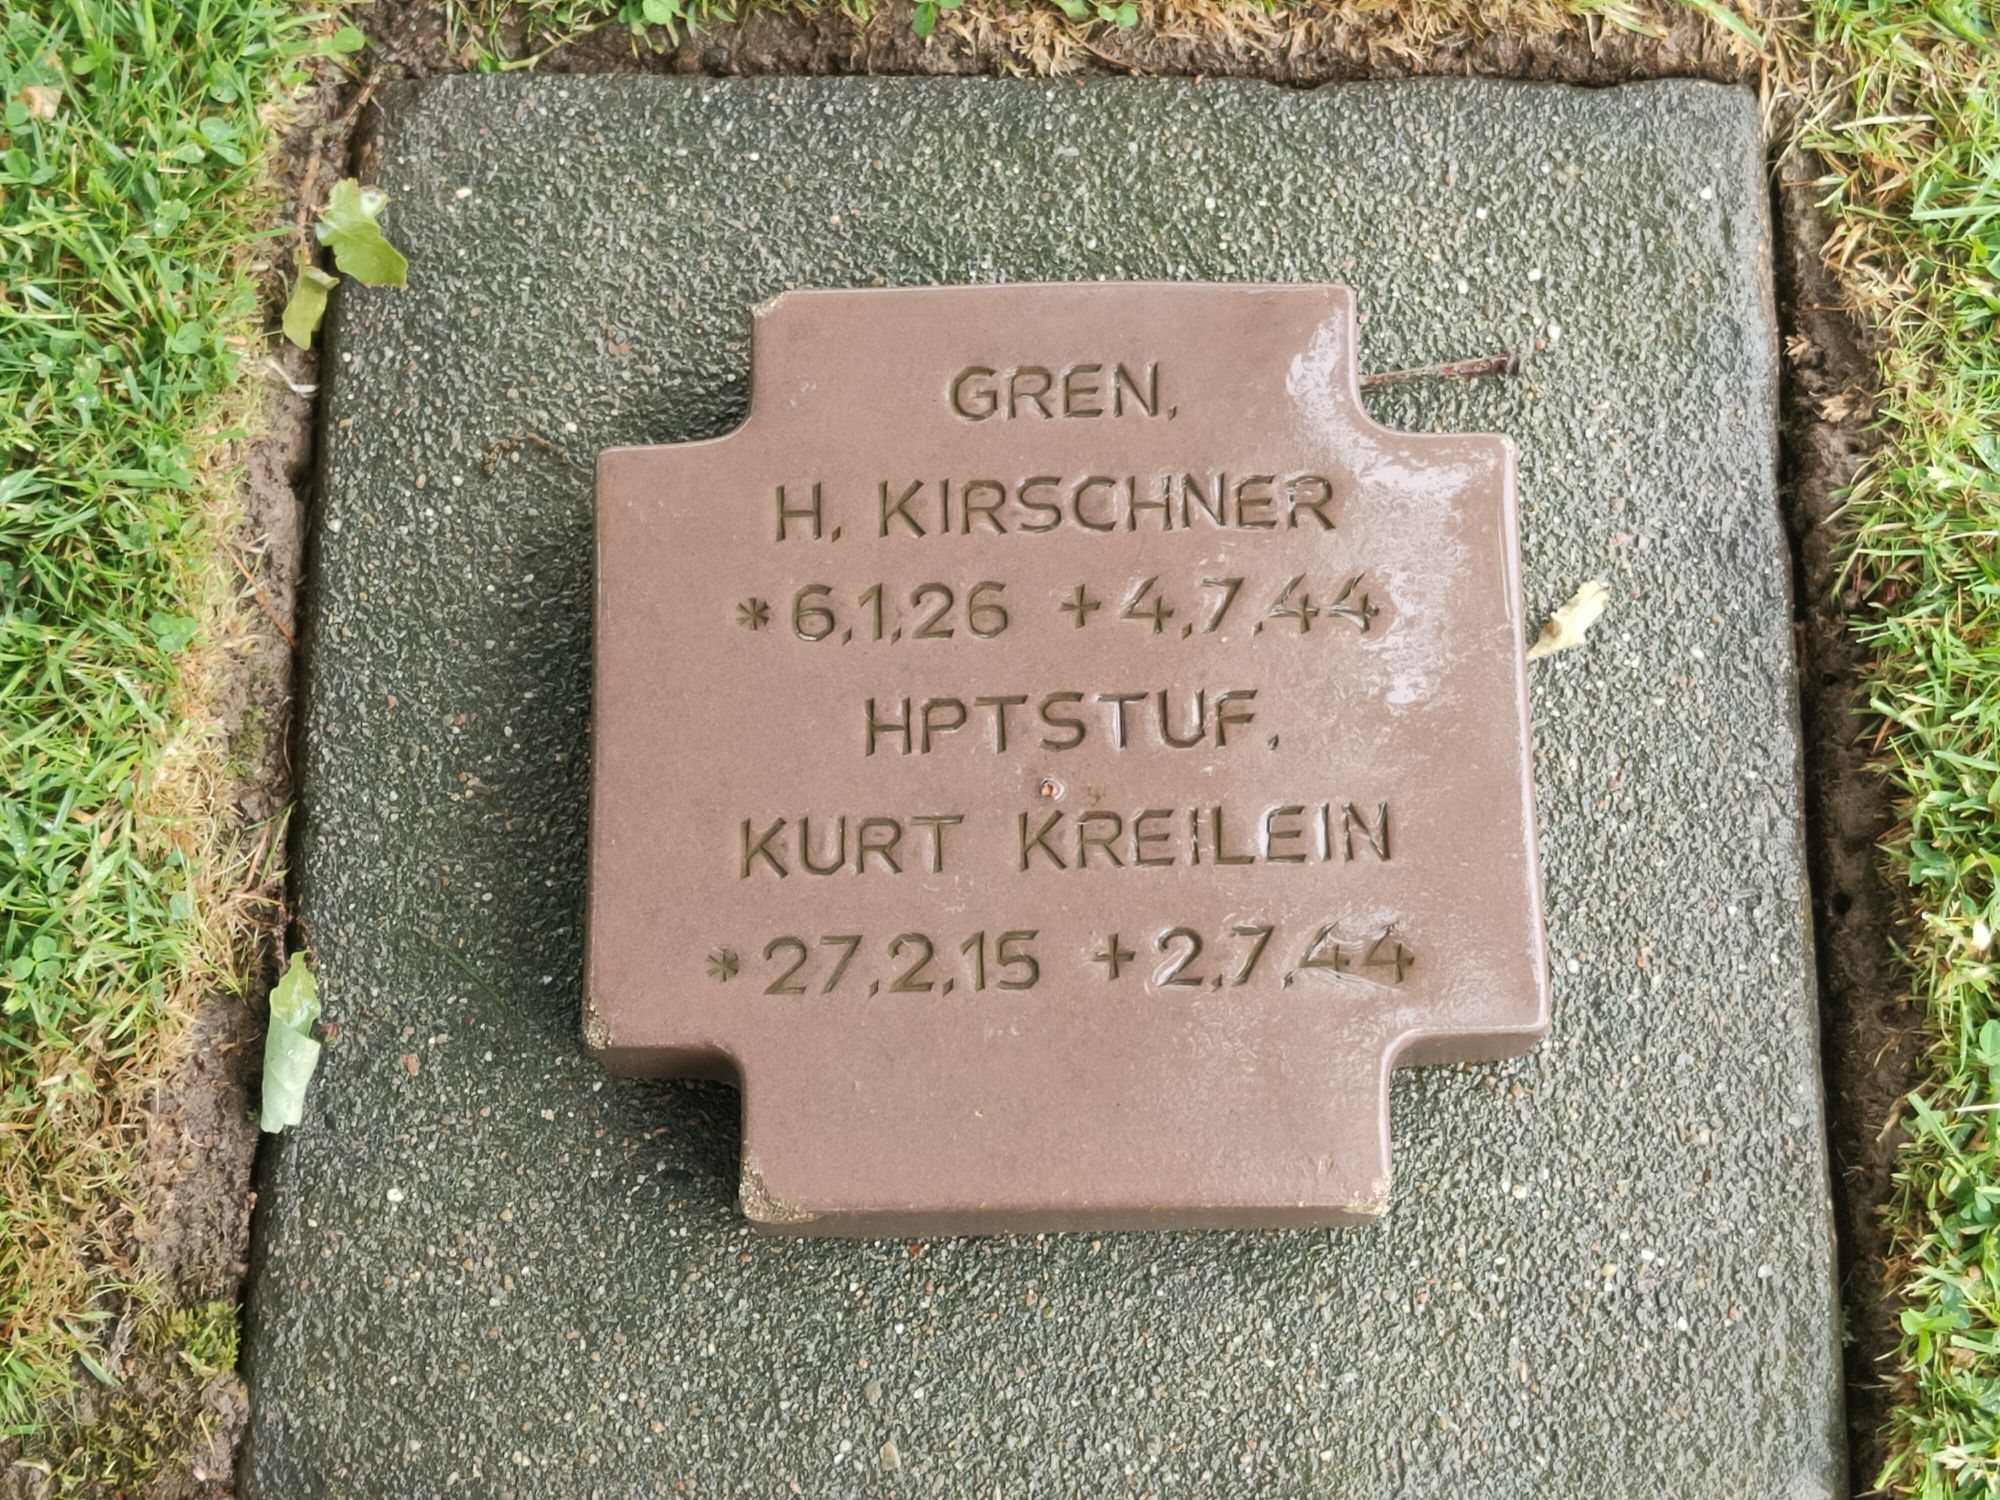 GREN.
H. KIRSCHNER
*6.1.26 +4.7.44
HPTSTUF.
KURT KREILEIN
*27.2.15 +2.7.44